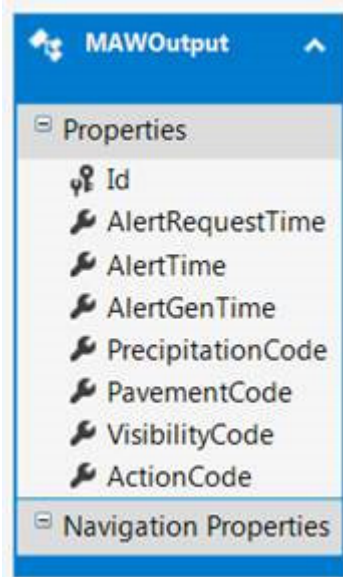 MAWOutput
Properties
Id
AlertRequestTime
AlertTime
AlertGenTime
PrecipitationCode
PavementCode
VisibilityCode
ActionCode
Navigation Properties